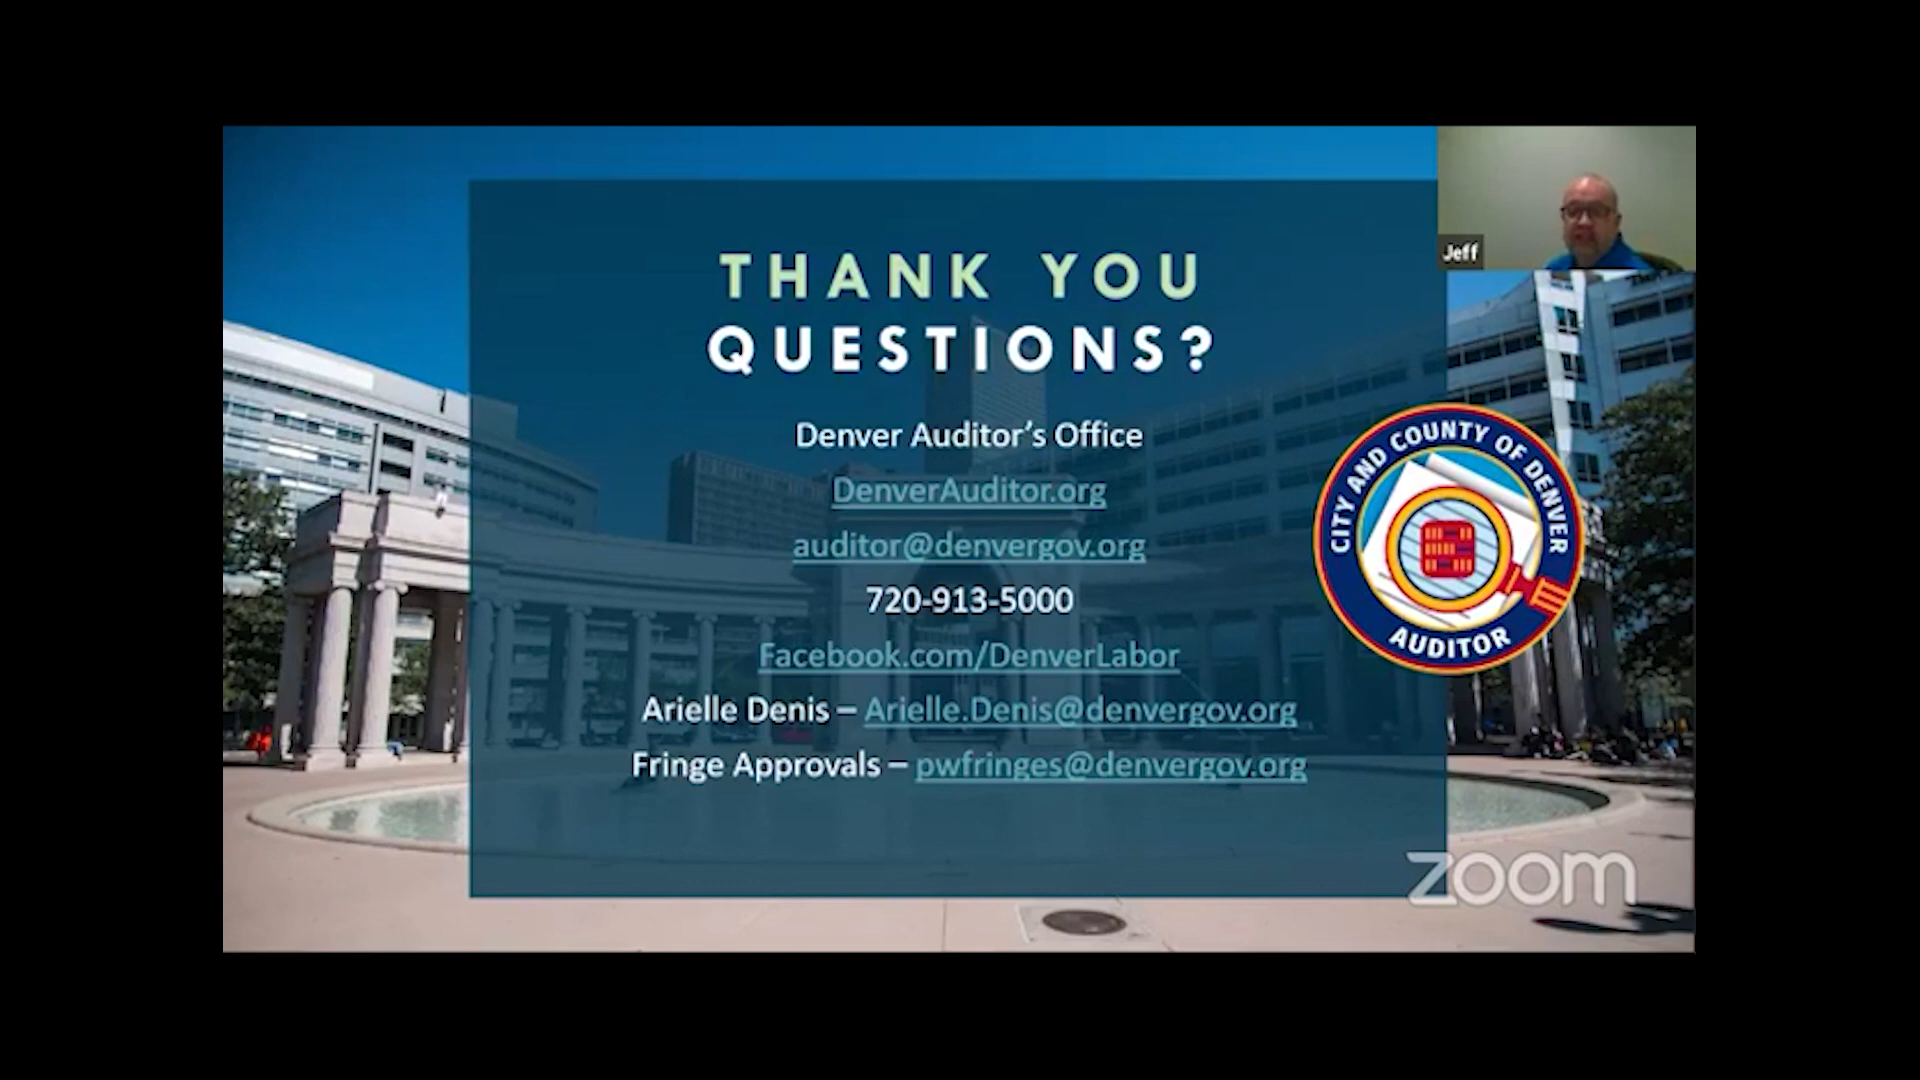 THANK YOU
QUESTIONS?
Denver Auditor's Office
DenverAuditor.org
auditor@denvergov.org
720-913-5000
Facebook.com/DenverLabor
Arielle Denis – Arielle.Denis@denvergov.org
Fringe Approvals – pwfringes@denvergov.org
Jeff
CITY AND COUNTY OF DENVER
AUDITOR
zoom